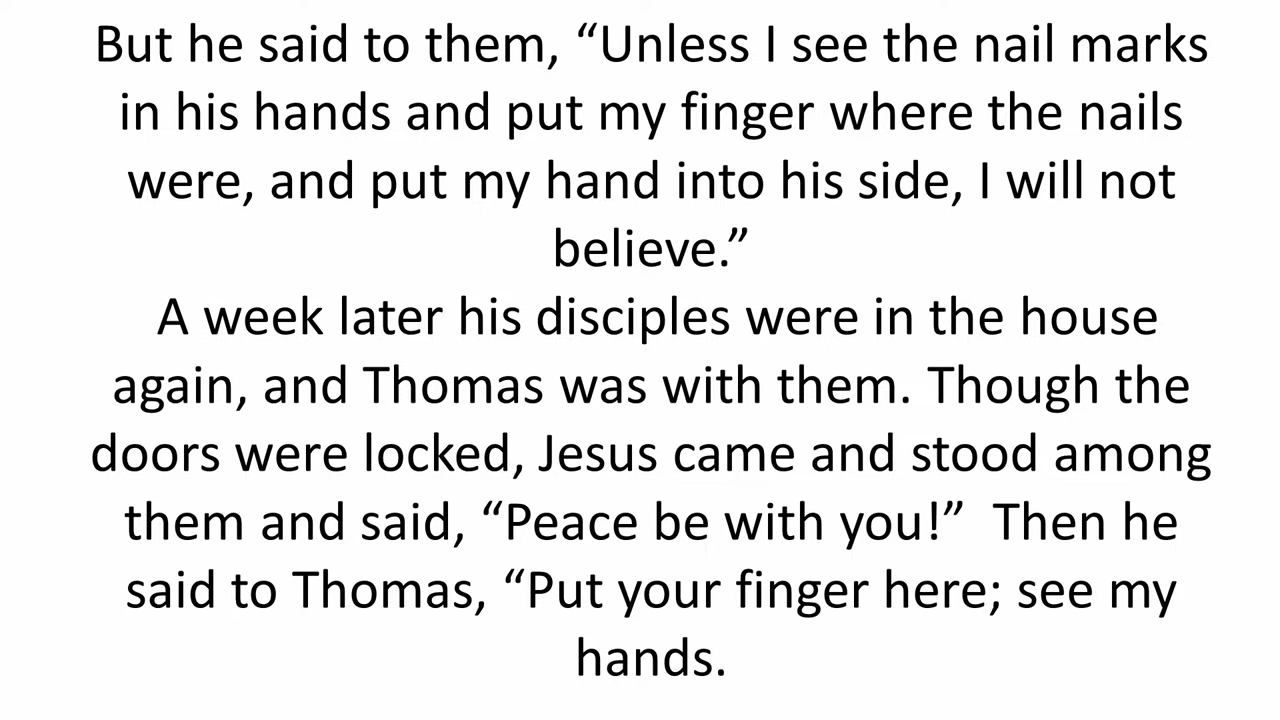 But he said to them, “Unless I see the nail marks
in his hands and put my finger where the nails
were, and put my hand into his side, I will not
believe.”
A week later his disciples were in the house
again, and Thomas was with them. Though the
doors were locked, Jesus came and stood among
them and said, “Peace be with you!”  Then he
said to Thomas, “Put your finger here; see my
hands.